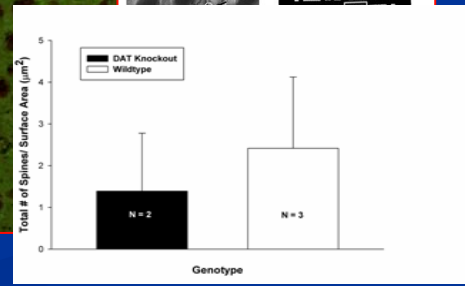 5
4
3
2
1
0
Total # of Spines/ Surface Area (μm²)
DAT Knockout
Wildtype
N = 2
N = 3
Genotype